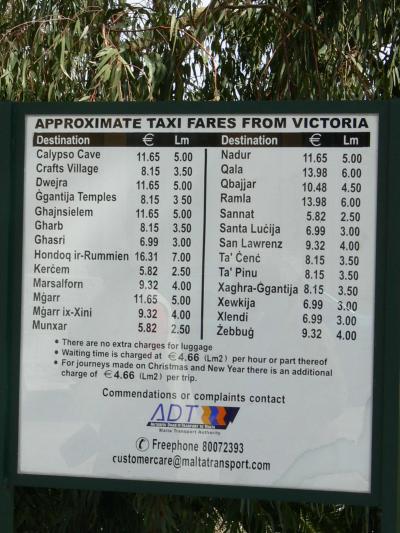 APPROXIMATE TAXI FARES FROM VICTORIA
Destination € Lm
Calypso Cave 11.65 5.00
Crafts Village 8.15 3.50
Dwejra 11.65 5.00
Ġgantija Temples 8.15 3 50
Għajnsielem 11.65 5.00
Għarb 8.15 3.50
Għasri 6.99 3.00
Hondoq ir-Rummien 16.31 7.00
Kerċem 5.82 2.50
Marsalforn 9.32 4.00
Mġarr 11.65 5.00
Mġarr ix-Xini 9.32 4.00
Munxar 5.82 2.50
Destination € Lm
Nadur 11.65 5.00
Qala 13.98 6.00
Qbajjar 10.48 4.50
Ramla 13.98 6.00
Sannat 5.82 2.50
Santa Luċija 6.99 3.00
San Lawrenz 9.32 4.00
Ta' Ċenċ 8.15 3.50
Ta' Pinu 8.15 3.50
Xaghra-Ġgantija 8.15 3.50
Xewkija 6.99 3.00
Xlendi 6.99 3.00
Żebbuġ 9.32 4.00
• There are no extra charges for luggage
• Waiting time is charged at €4.66 (Lm2) per hour or part thereof
• For journeys made on Christmas and New Year there is an additional
charge of €4.66 (Lm2) per trip.
Commendations or complaints contact
ADT
Malta Transport Authority
Freephone 80072393
customercare@maltatransport.com